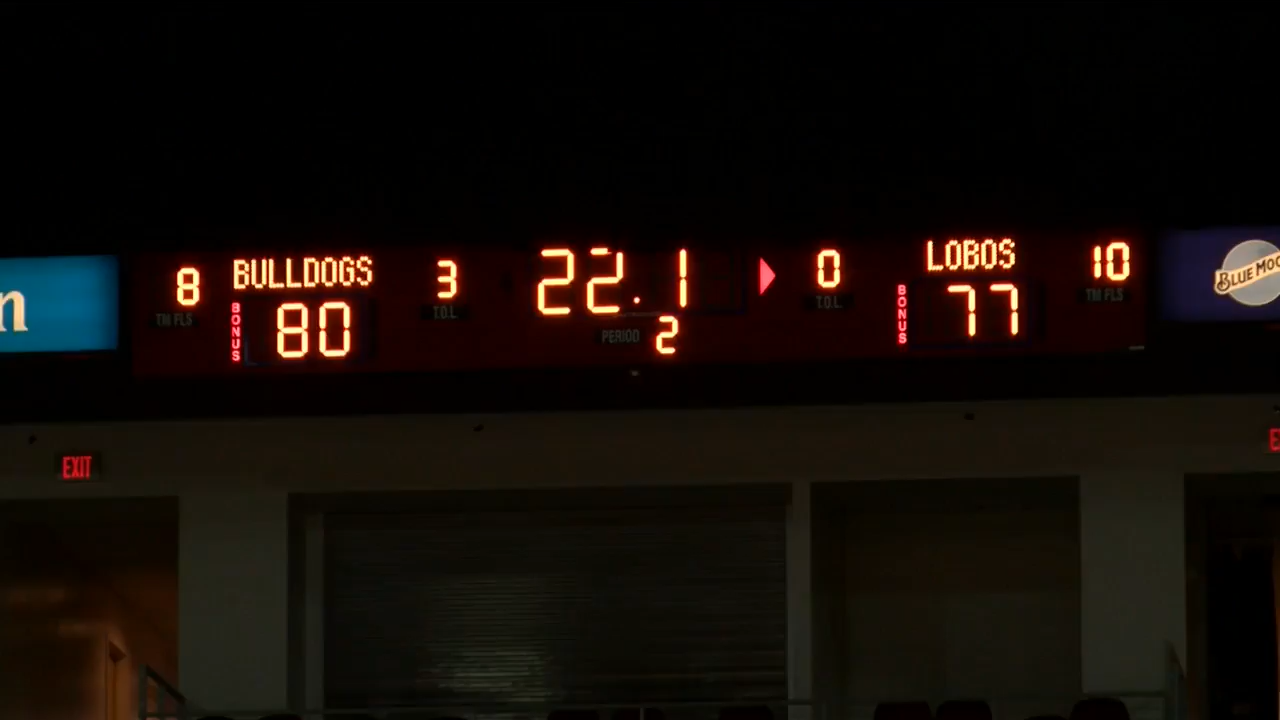 n
8 BULLDOGS 3 22.1 0 LOBOS 10
TM FLS BONUS 80 T.O.L. PERIOD 2 T.O.L. BONUS 77 TM FLS
BLUE MOO
EXIT
E